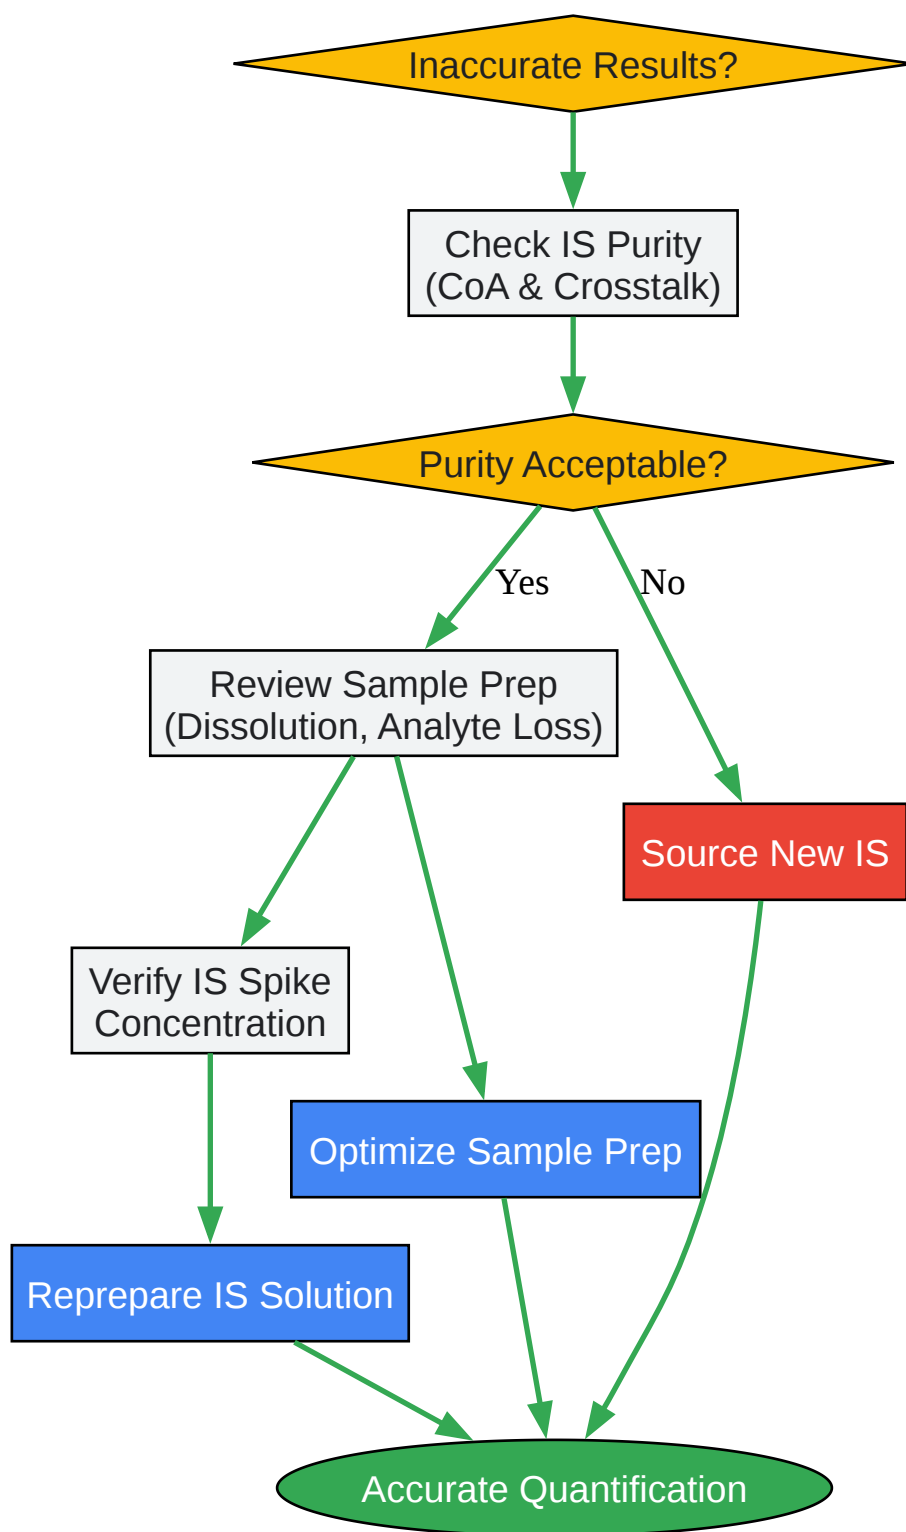 Inaccurate Results?
Check IS Purity
(CoA & Crosstalk)
Purity Acceptable?
Yes
No
Review Sample Prep
(Dissolution, Analyte Loss)
Source New IS
Verify IS Spike
Concentration
Optimize Sample Prep
Reprepare IS Solution
Accurate Quantification